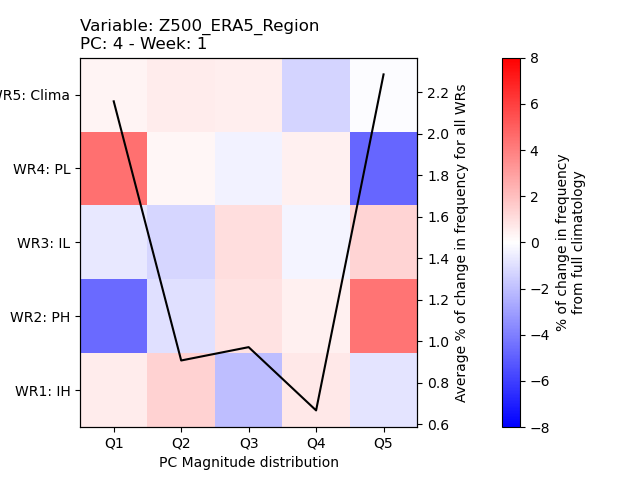 Variable: Z500_ERA5_Region
PC: 4 - Week: 1
WR5: Clima
WR4: PL
WR3: IL
WR2: PH
WR1: IH
Q1 Q2 Q3 Q4 Q5
PC Magnitude distribution
2.2
2.0
1.8
1.6
1.4
1.2
1.0
0.8
0.6
Average % of change in frequency for all WRs
8
6
4
2
0
−2
−4
−6
−8
% of change in frequency
from full climatology